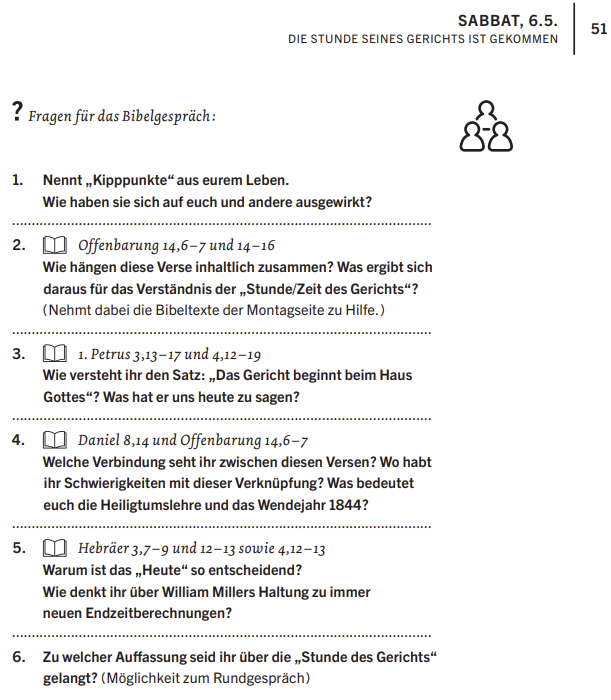 SABBAT, 6.5.
51
DIE STUNDE SEINES GERICHTS IST GEKOMMEN
? Fragen für das Bibelgespräch:
1. Nennt „Kipppunkte“ aus eurem Leben.
Wie haben sie sich auf euch und andere ausgewirkt?
2. Offenbarung 14,6–7 und 14–16
Wie hängen diese Verse inhaltlich zusammen? Was ergibt sich
daraus für das Verständnis der „Stunde/Zeit des Gerichts“?
(Nehmt dabei die Bibeltexte der Montagseite zu Hilfe.)
3. 1. Petrus 3,13–17 und 4,12–19
Wie versteht ihr den Satz: „Das Gericht beginnt beim Haus
Gottes“? Was hat er uns heute zu sagen?
4. Daniel 8,14 und Offenbarung 14,6–7
Welche Verbindung seht ihr zwischen diesen Versen? Wo habt
ihr Schwierigkeiten mit dieser Verknüpfung? Was bedeutet
euch die Heiligtumslehre und das Wendejahr 1844?
5. Hebräer 3,7–9 und 12–13 sowie 4,12–13
Warum ist das „Heute“ so entscheidend?
Wie denkt ihr über William Millers Haltung zu immer
neuen Endzeitberechnungen?
6. Zu welcher Auffassung seid ihr über die „Stunde des Gerichts“
gelangt? (Möglichkeit zum Rundgespräch)